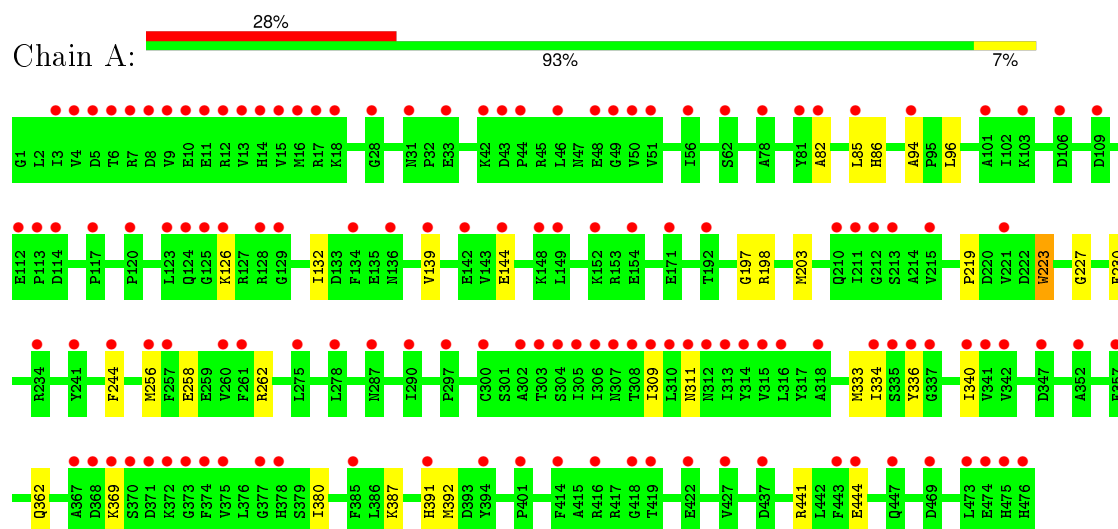 28%
Chain A:
93% 7%
G1 L2 I3 V4 D5 T6 R7 D8 V9 E10 E11 R12 V13 H14 V15 M16 R17 K18 G28 N31 P32 E33 K42 D43 P44 R45 L46 N47 E48 G49 V50 V51 I56 S62 A78 Y81 A82 L85 H86 A94 P95 L96 A101 I102 K103 D106 D109
E112 P113 D114 P117 P120 L123 Q124 G125 K126 R127 R128 G129 I132 D133 F134 E135 N136 V139 E142 V143 E144 K148 L149 K152 R153 E154 E171 T192 G197 R198 M203 Q210 I211 G212 S213 A214 V215 P219 D220 V221 D222 W223 G227
R234 Y241 F244 M256 F257 E258 E259 V260 F261 R262 L275 L278 N287 I290 P297 C300 S301 A302 T303 S304 I305 I306 N307 T308 I309 L310 N311 N312 I313 Y314 V315 L316 Y317 A318 M333 I334 S335 Y336 G337 I340 V341 V342 D347 A352
Q362 A367 D368 K369 S370 D371 K372 G373 F374 V375 L376 G377 H378 S379 I380 F385 L386 K387 H391 M392 D393 Y394 P401 F414 A415 R416 R417 G418 T419 E422 V427 D437 R441 L442 F443 E444 Q447 D469 L473 E474 H475 H476